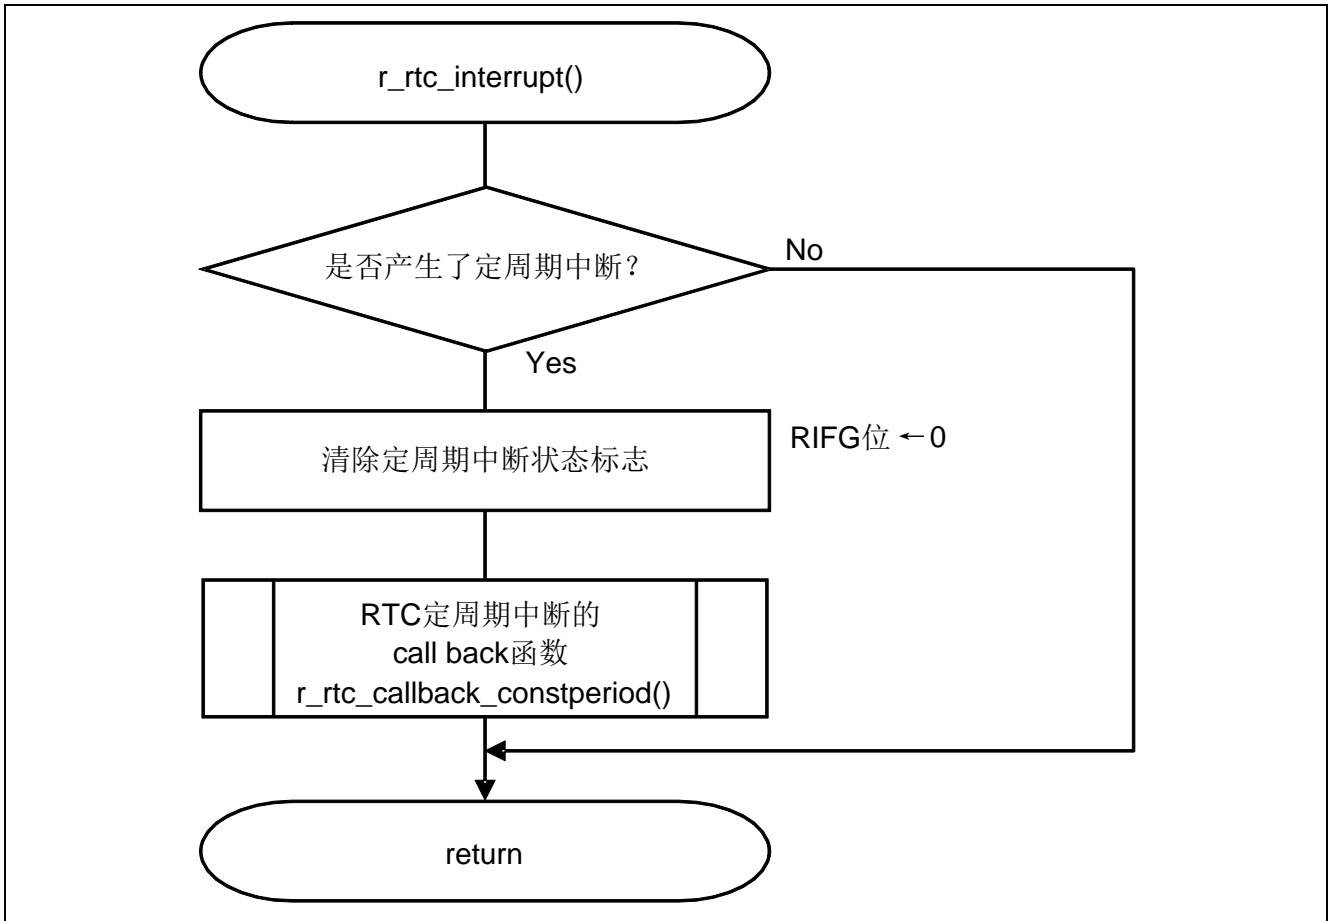 r_rtc_interrupt()
是否产生了定周期中断？
No
Yes
清除定周期中断状态标志
RIFG位 ←0
RTC定周期中断的
call back函数
r_rtc_callback_constperiod()
return